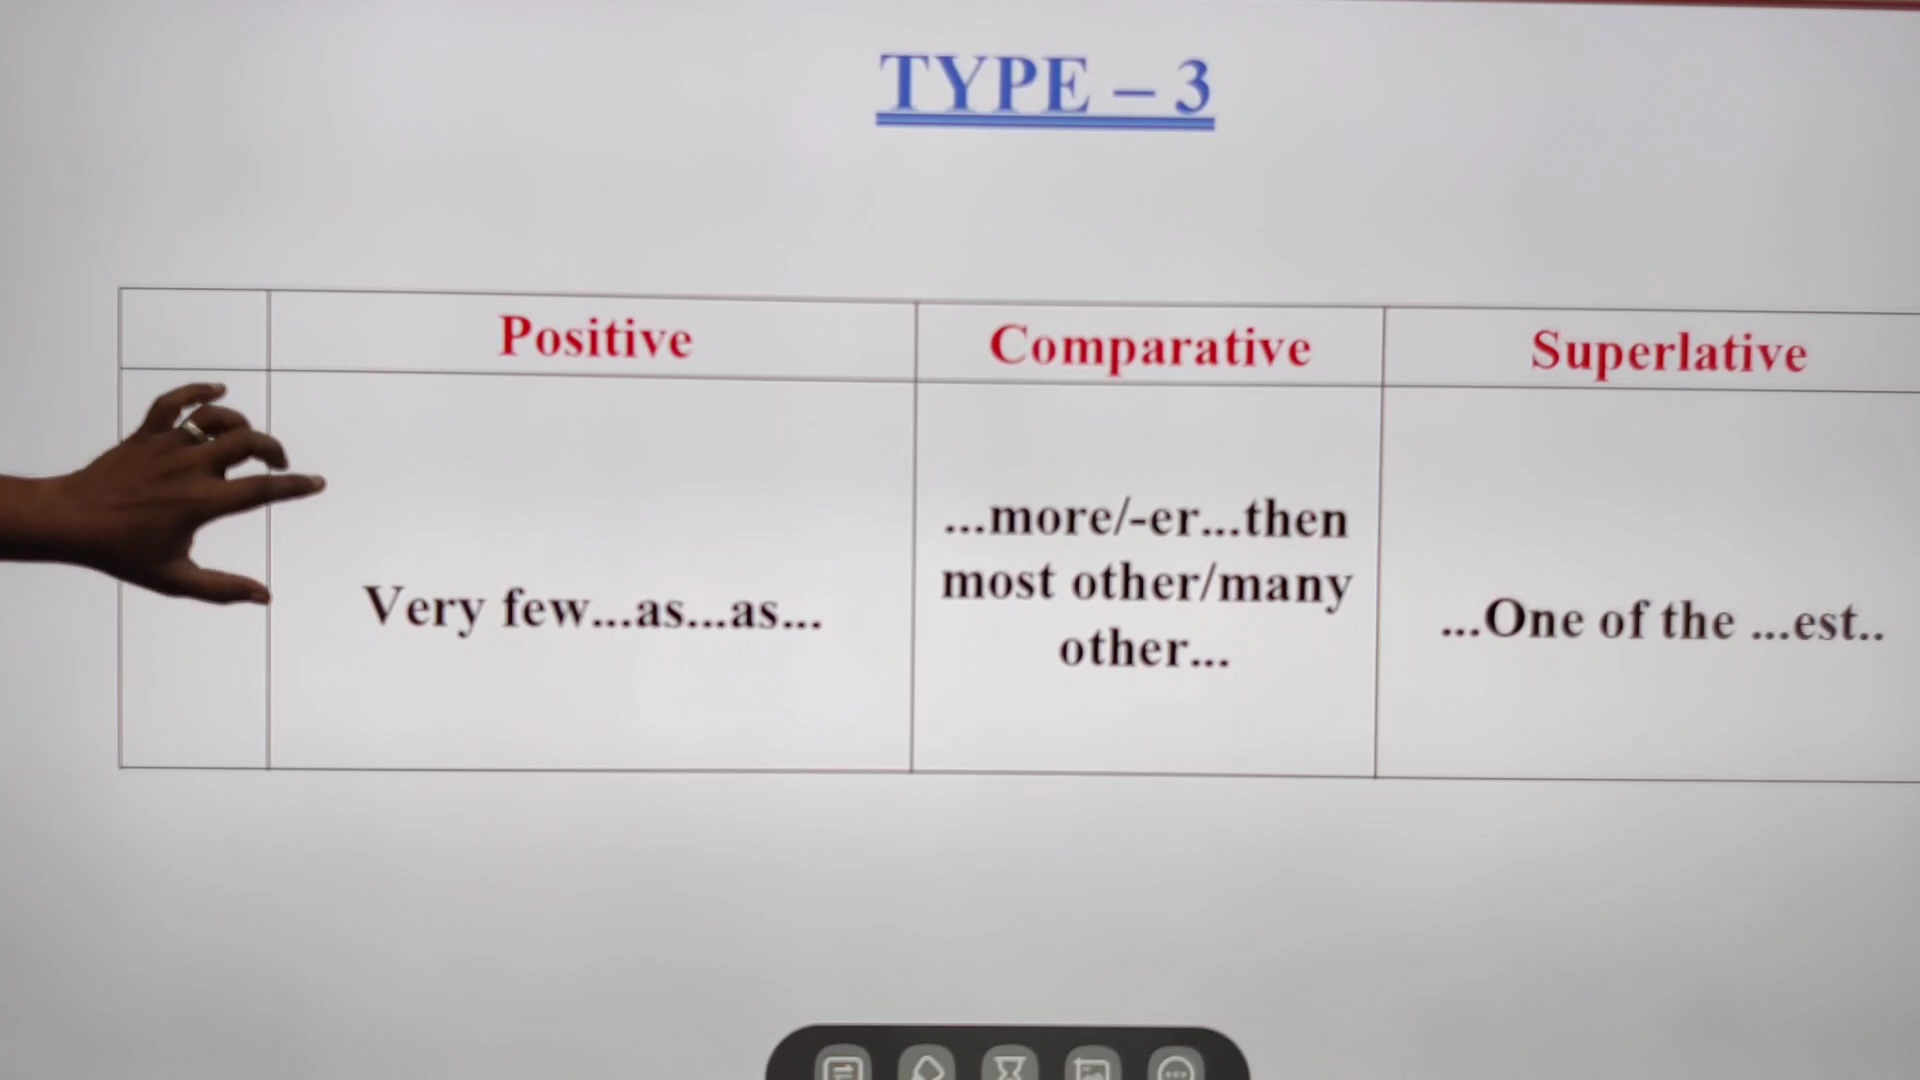 TYPE – 3
Positive
Comparative
Superlative
Very few...as...as...
...more/-er...then
most other/many
other...
...One of the ...est..